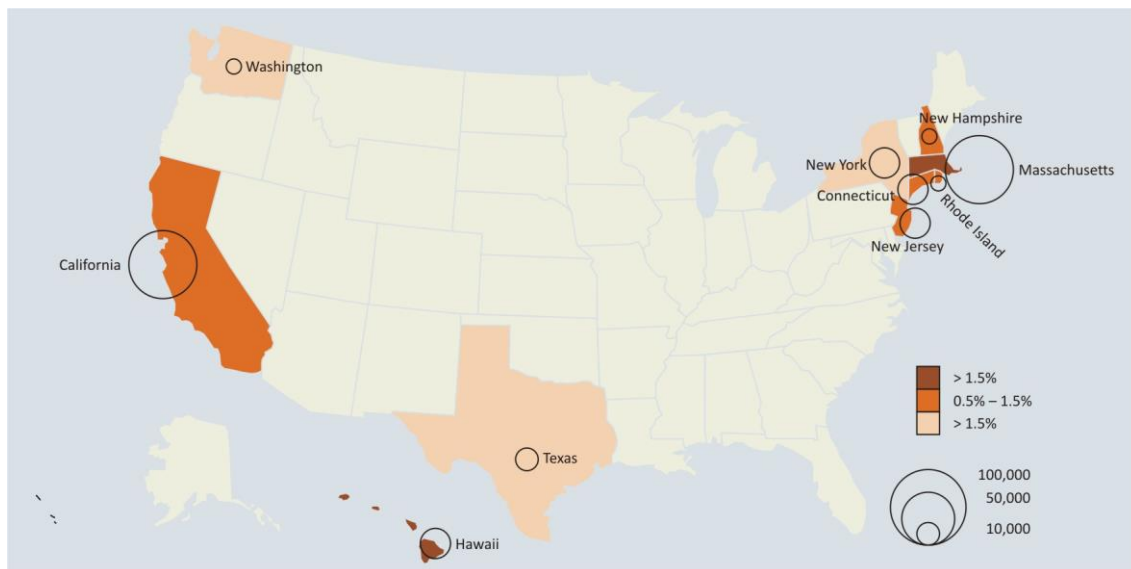 Washington
New Hampshire
New York
Massachusetts
Connecticut
Rhode Island
New Jersey
California
> 1.5%
0.5% – 1.5%
> 1.5%
Texas
100,000
50,000
10,000
Hawaii